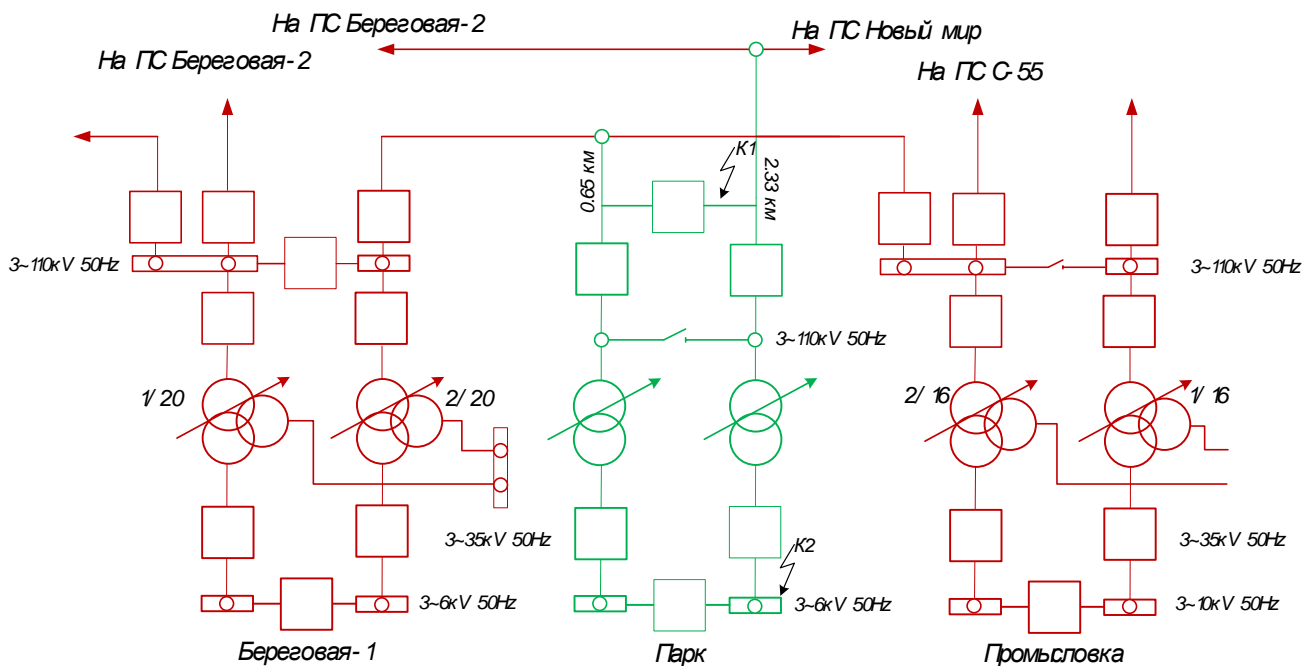 На ПС Береговая-2
На ПС Новый мир
На ПС Береговая-2
На ПС С-55
К1
0.65 км
2.33 км
3~110кV 50Hz
3~110кV 50Hz
3~110кV 50Hz
1/20
2/20
2/16
1/16
3~35кV 50Hz
3~35кV 50Hz
К2
3~6кV 50Hz
3~6кV 50Hz
3~10кV 50Hz
Береговая-1
Парк
Промысловка